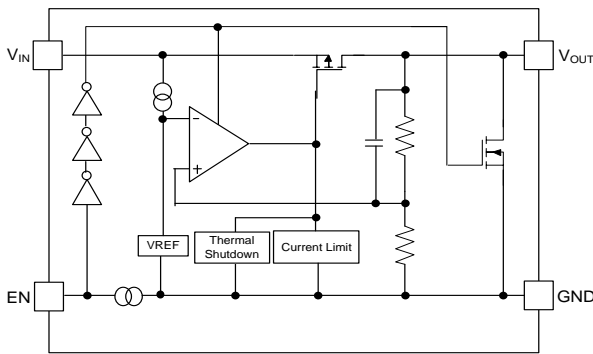 VIN
VOUT
−
+
VREF
Thermal
Shutdown
Current Limit
EN
GND